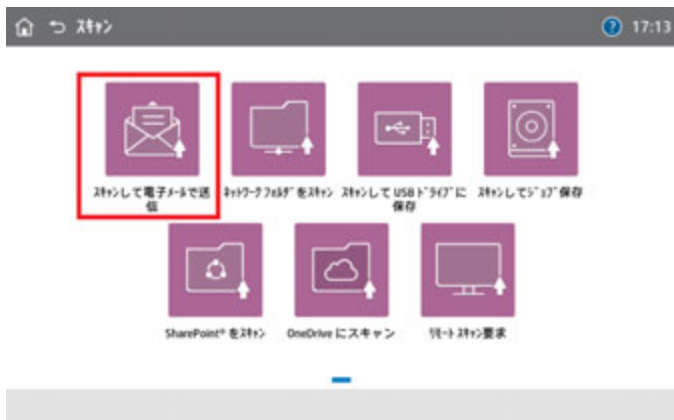 ｽｷｬﾝ
17:13
ｽｷｬﾝして電子ﾒｰﾙで送
信
ﾈｯﾄﾜｰｸ ﾌｫﾙﾀﾞをｽｷｬﾝ
ｽｷｬﾝして USB ﾄﾞﾗｲﾌﾞに
保存
ｽｷｬﾝしてｼﾞｮﾌﾞ保存
SharePoint® をｽｷｬﾝ
OneDrive にスキャン
ﾘﾓｰﾄ ｽｷｬﾝ要求